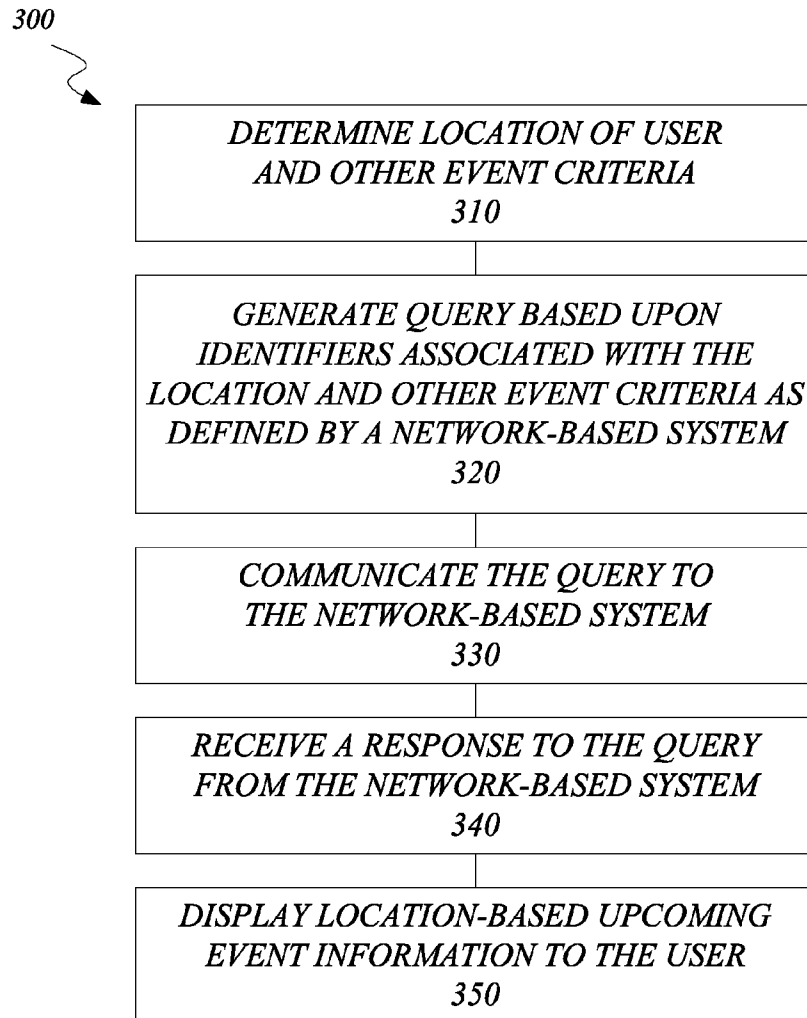 300
DETERMINE LOCATION OF USER
AND OTHER EVENT CRITERIA
310
GENERATE QUERY BASED UPON
IDENTIFIERS ASSOCIATED WITH THE
LOCATION AND OTHER EVENT CRITERIA AS
DEFINED BY A NETWORK-BASED SYSTEM
320
COMMUNICATE THE QUERY TO
THE NETWORK-BASED SYSTEM
330
RECEIVE A RESPONSE TO THE QUERY
FROM THE NETWORK-BASED SYSTEM
340
DISPLAY LOCATION-BASED UPCOMING
EVENT INFORMATION TO THE USER
350